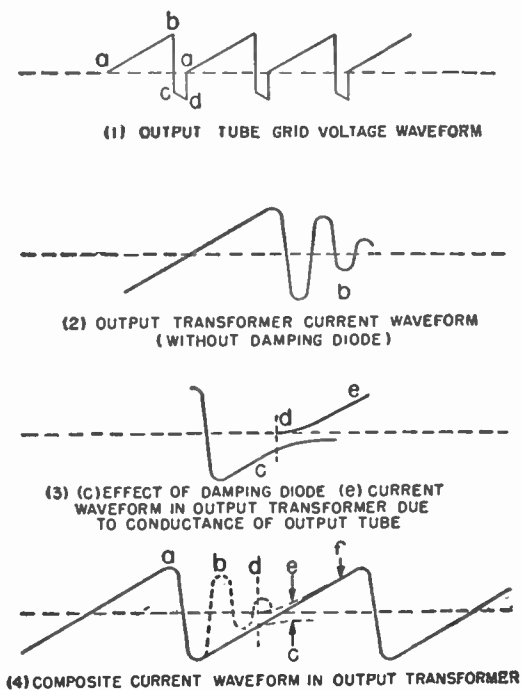 b
a a
c d
(1) OUTPUT TUBE GRID VOLTAGE WAVEFORM
b
(2) OUTPUT TRANSFORMER CURRENT WAVEFORM
(WITHOUT DAMPING DIODE)
e
d
c
(3) (C) EFFECT OF DAMPING DIODE (e) CURRENT
WAVEFORM IN OUTPUT TRANSFORMER DUE
TO CONDUCTANCE OF OUTPUT TUBE
a b d e f
c
(4) COMPOSITE CURRENT WAVEFORM IN OUTPUT TRANSFORMER